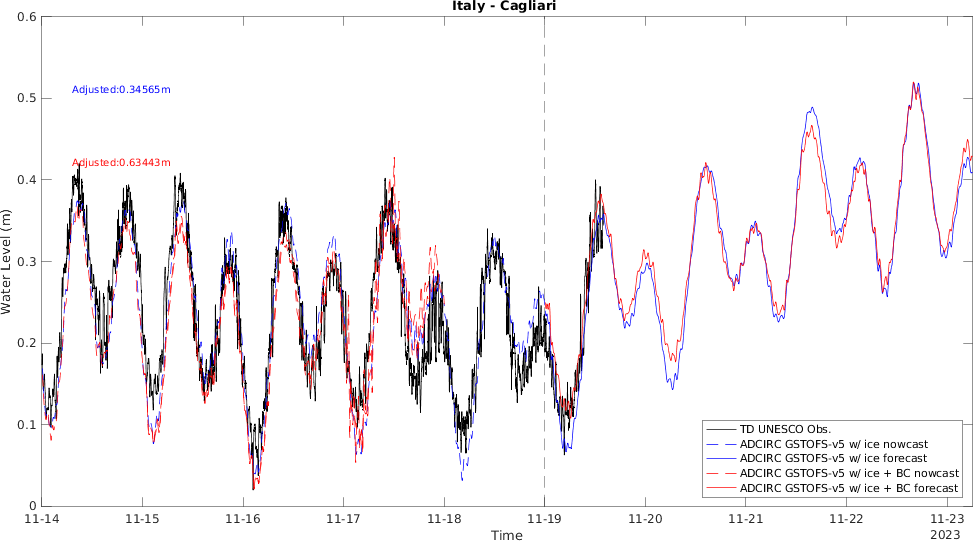 Italy - Cagliari
Water Level (m)
0.6
0.5
0.4
0.3
0.2
0.1
0
Adjusted:0.34565m
Adjusted:0.63443m
TD UNESCO Obs.
ADCIRC GSTOFS-v5 w/ ice nowcast
ADCIRC GSTOFS-v5 w/ ice forecast
ADCIRC GSTOFS-v5 w/ ice + BC nowcast
ADCIRC GSTOFS-v5 w/ ice + BC forecast
11-14 11-15 11-16 11-17 11-18 11-19 11-20 11-21 11-22 11-23
2023
Time